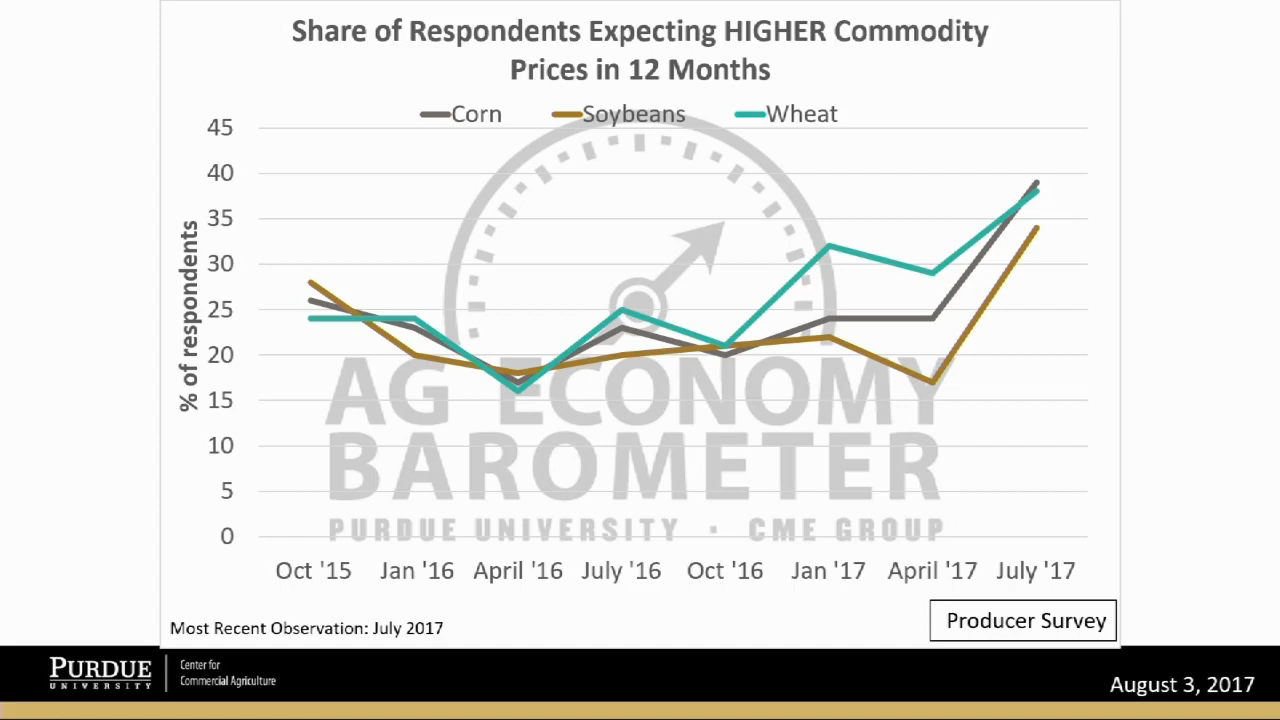 Share of Respondents Expecting HIGHER Commodity
Prices in 12 Months
Corn Soybeans Wheat
45
40
35
30
25
20
15
10
5
0
% of respondents
AG ECONOMY
BAROMETER
PURDUE UNIVERSITY · CME GROUP
Oct '15 Jan '16 April '16 July '16 Oct '16 Jan '17 April '17 July '17
Most Recent Observation: July 2017
Producer Survey
PURDUE
UNIVERSITY
Center for
Commercial Agriculture
August 3, 2017